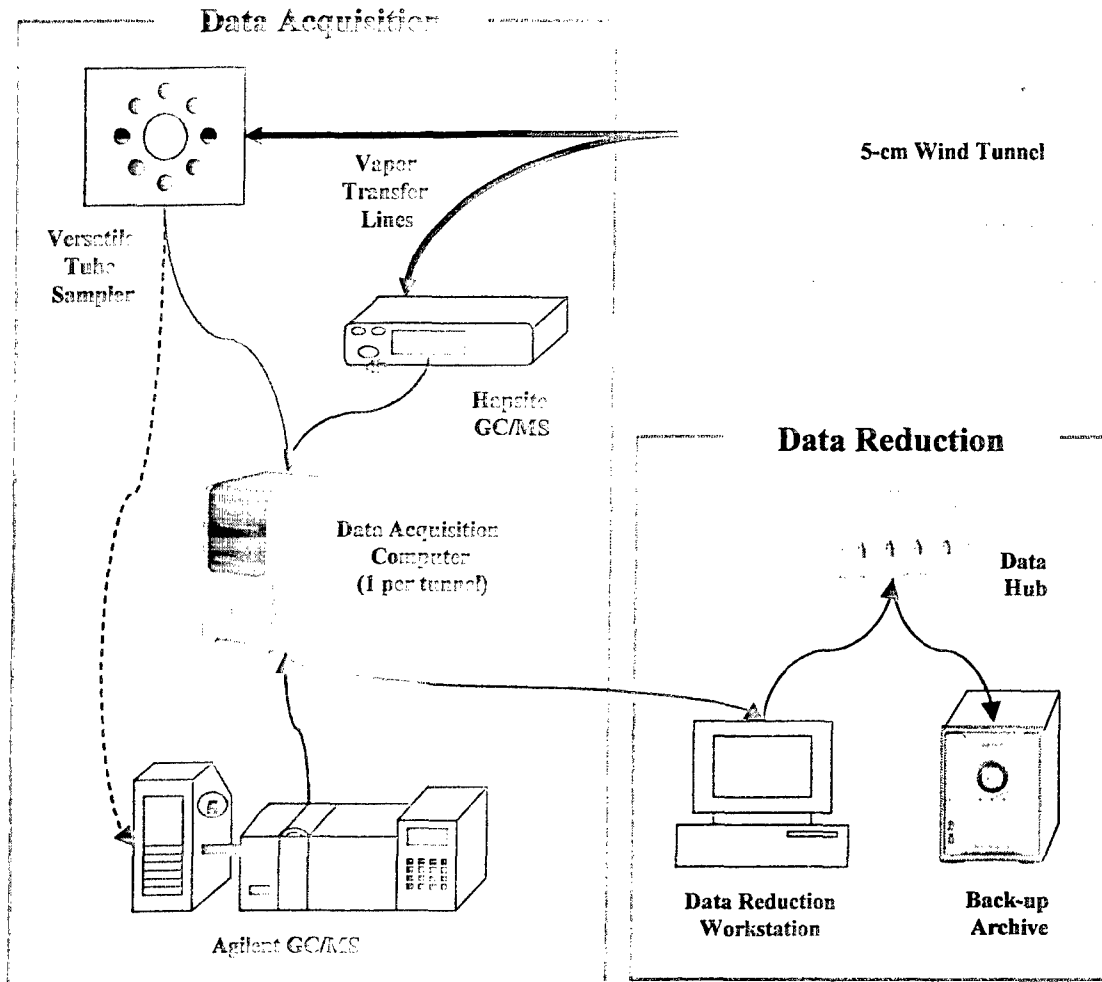 Data Acquisition
5-cm Wind Tunnel
Vapor
Transfer
Lines
Versatile
Tube
Sampler
Hapsite
GC/MS
Data Reduction
Data Acquisition
Computer
(1 per tunnel)
Data
Hub
Data Reduction
Workstation
Back-up
Archive
Agilent GC/MS